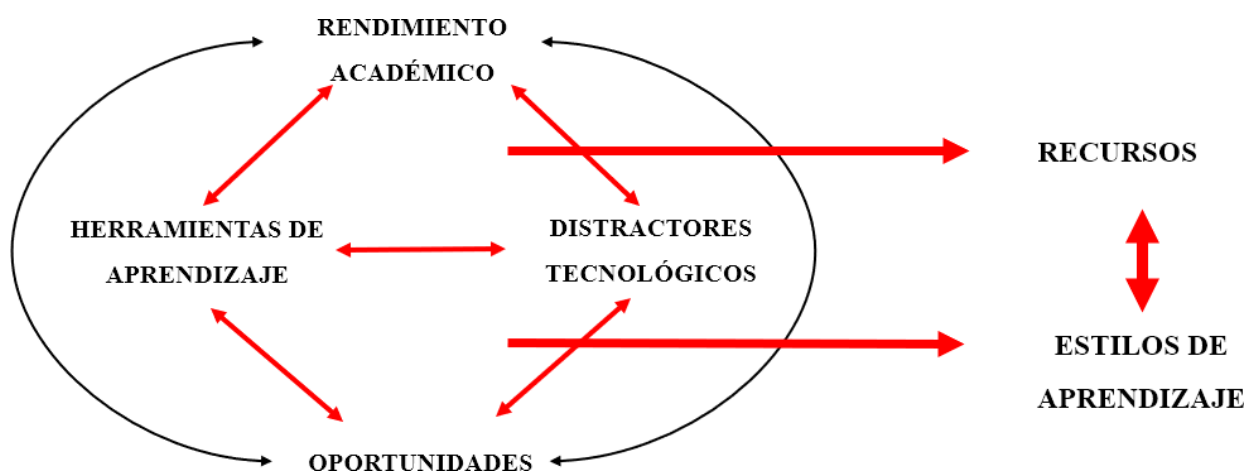 RENDIMIENTO
ACADÉMICO
RECURSOS
HERRAMIENTAS DE
APRENDIZAJE
DISTRACTORES
TECNOLÓGICOS
ESTILOS DE
APRENDIZAJE
OPORTUNIDADES